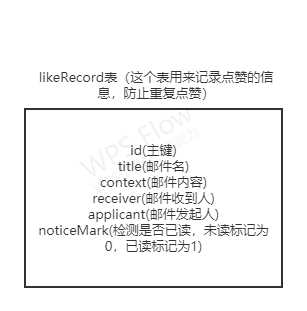 likeRecord表（这个表用来记录点赞的信
息，防止重复点赞）
id(主键)
title(邮件名)
context(邮件内容)
receiver(邮件收到人)
applicant(邮件发起人)
noticeMark(检测是否已读，未读标记为
0，已读标记为1)
WPS Flow